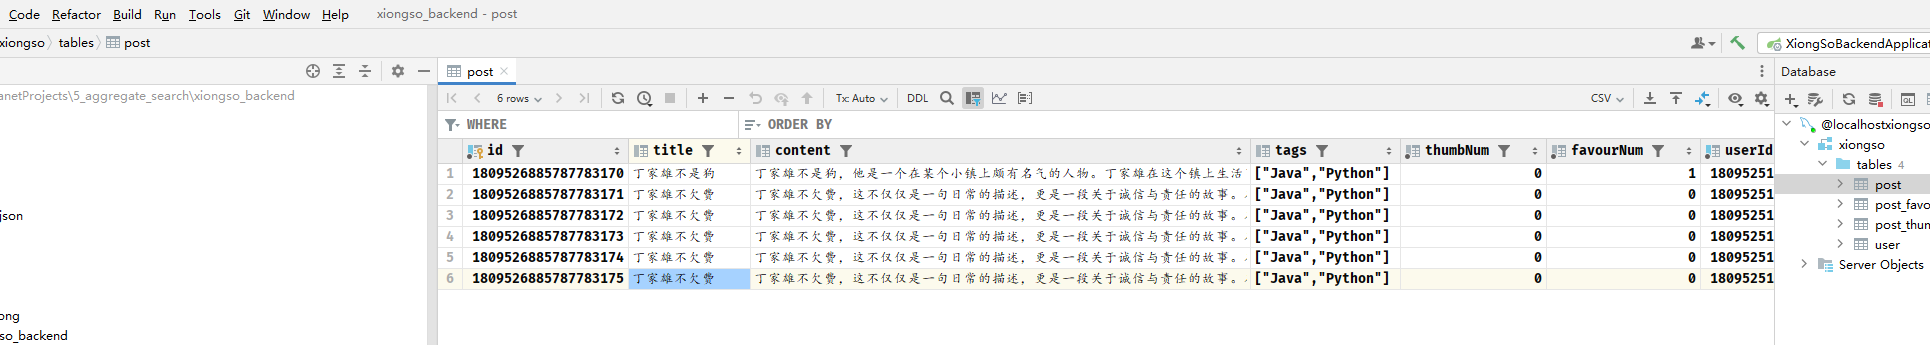 Code Refactor Build Run Tools Git Window Help xiongso_backend - post
xiongso tables post
XiongSoBackendApplicat
post
Database
anetProjects\5_aggregate_search\xiongso_backend
6 rows Tx: Auto DDL CSV
WHERE ORDER BY
id title content tags thumbNum favourNum userId
1 1809526885787783170 丁家雄不是狗 丁家雄不是狗，他是一个在某个小镇上颇有名气的人物。丁家雄在这个镇上生活 ["Java","Python"] 0 1 18095251
2 1809526885787783171 丁家雄不欠费 丁家雄不欠费，这不仅仅是一句日常的描述，更是一段关于诚信与责任的故事。 ["Java","Python"] 0 0 18095251
3 1809526885787783172 丁家雄不欠费 丁家雄不欠费，这不仅仅是一句日常的描述，更是一段关于诚信与责任的故事。 ["Java","Python"] 0 0 18095251
4 1809526885787783173 丁家雄不欠费 丁家雄不欠费，这不仅仅是一句日常的描述，更是一段关于诚信与责任的故事。 ["Java","Python"] 0 0 18095251
5 1809526885787783174 丁家雄不欠费 丁家雄不欠费，这不仅仅是一句日常的描述，更是一段关于诚信与责任的故事。 ["Java","Python"] 0 0 18095251
6 1809526885787783175 丁家雄不欠费 丁家雄不欠费，这不仅仅是一句日常的描述，更是一段关于诚信与责任的故事。 ["Java","Python"] 0 0 18095251
json
ong
so_backend
QL
@localhostxiongso
xiongso
tables 4
post
post_favo
post_thun
user
Server Objects